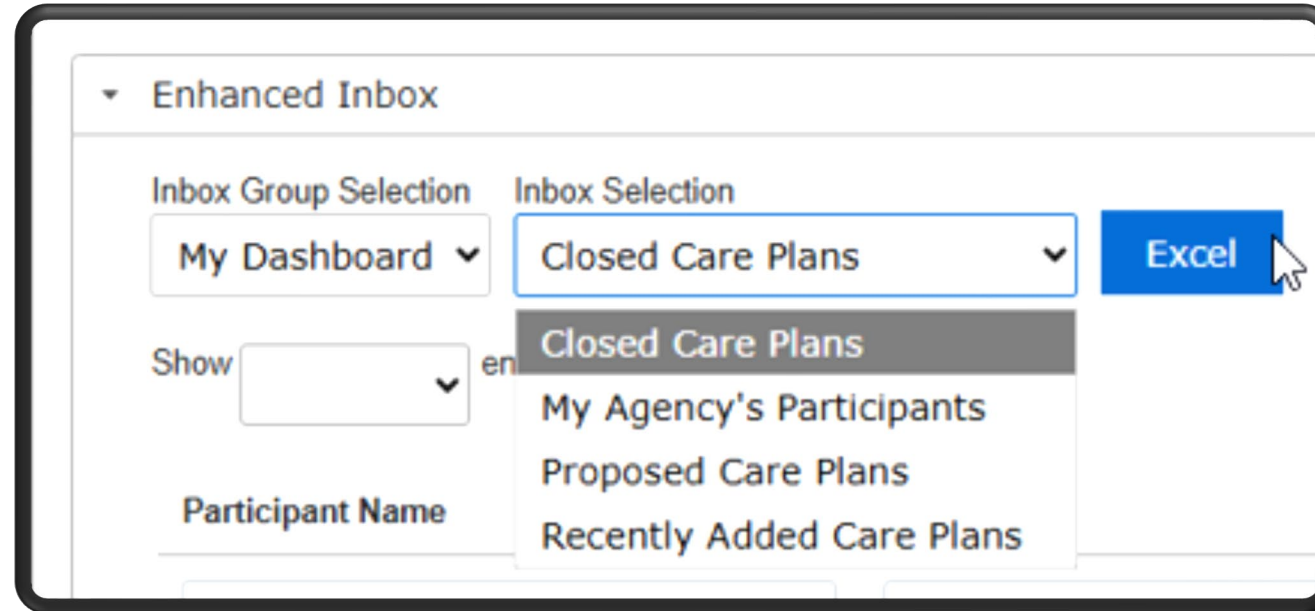 Enhanced Inbox
Inbox Group Selection Inbox Selection
My Dashboard Closed Care Plans Excel
Show en Closed Care Plans
My Agency's Participants
Proposed Care Plans
Participant Name
Recently Added Care Plans